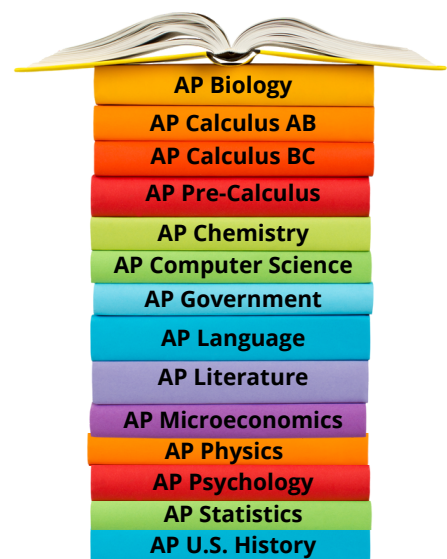 AP Biology
AP Calculus AB
AP Calculus BC
AP Pre-Calculus
AP Chemistry
AP Computer Science
AP Government
AP Language
AP Literature
AP Microeconomics
AP Physics
AP Psychology
AP Statistics
AP U.S. History